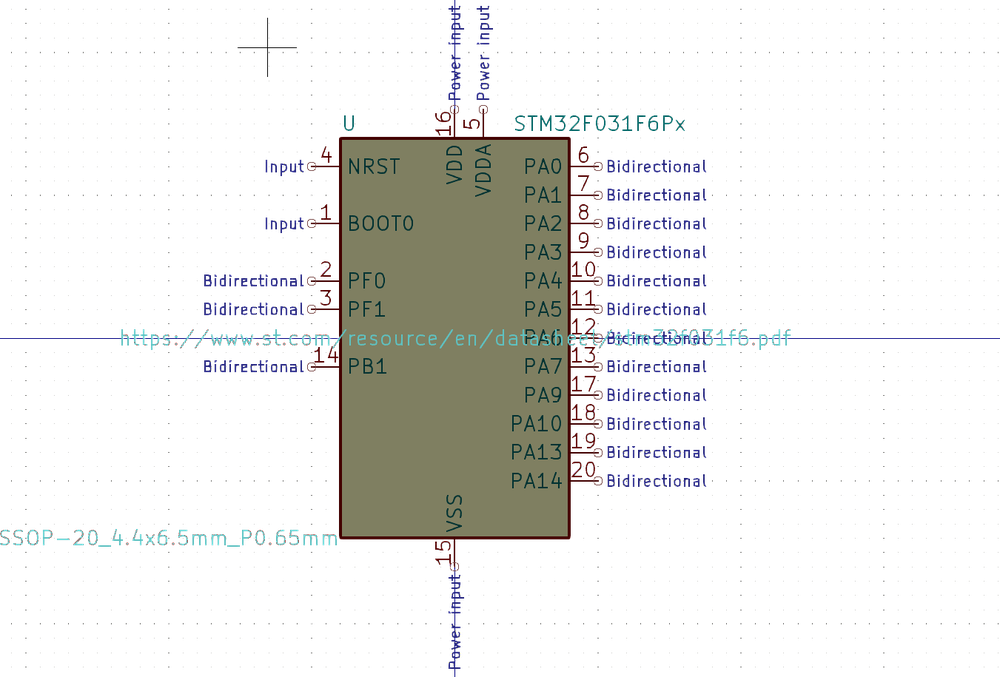 Power input
Power input
16
5
U
STM32F031F6Px
VDD
VDDA
Input
4
NRST
PA0
6
Bidirectional
PA1
7
Bidirectional
Input
1
BOOT0
PA2
8
Bidirectional
PA3
9
Bidirectional
Bidirectional
2
PF0
PA4
10
Bidirectional
Bidirectional
3
PF1
PA5
11
Bidirectional
https://www.st.com/resource/en/datasheet/stm32f031f6.pdf
PA6
12
Bidirectional
Bidirectional
14
PB1
PA7
13
Bidirectional
PA9
17
Bidirectional
PA10
18
Bidirectional
PA13
19
Bidirectional
PA14
20
Bidirectional
VSS
SSOP-20_4.4x6.5mm_P0.65mm
15
Power input